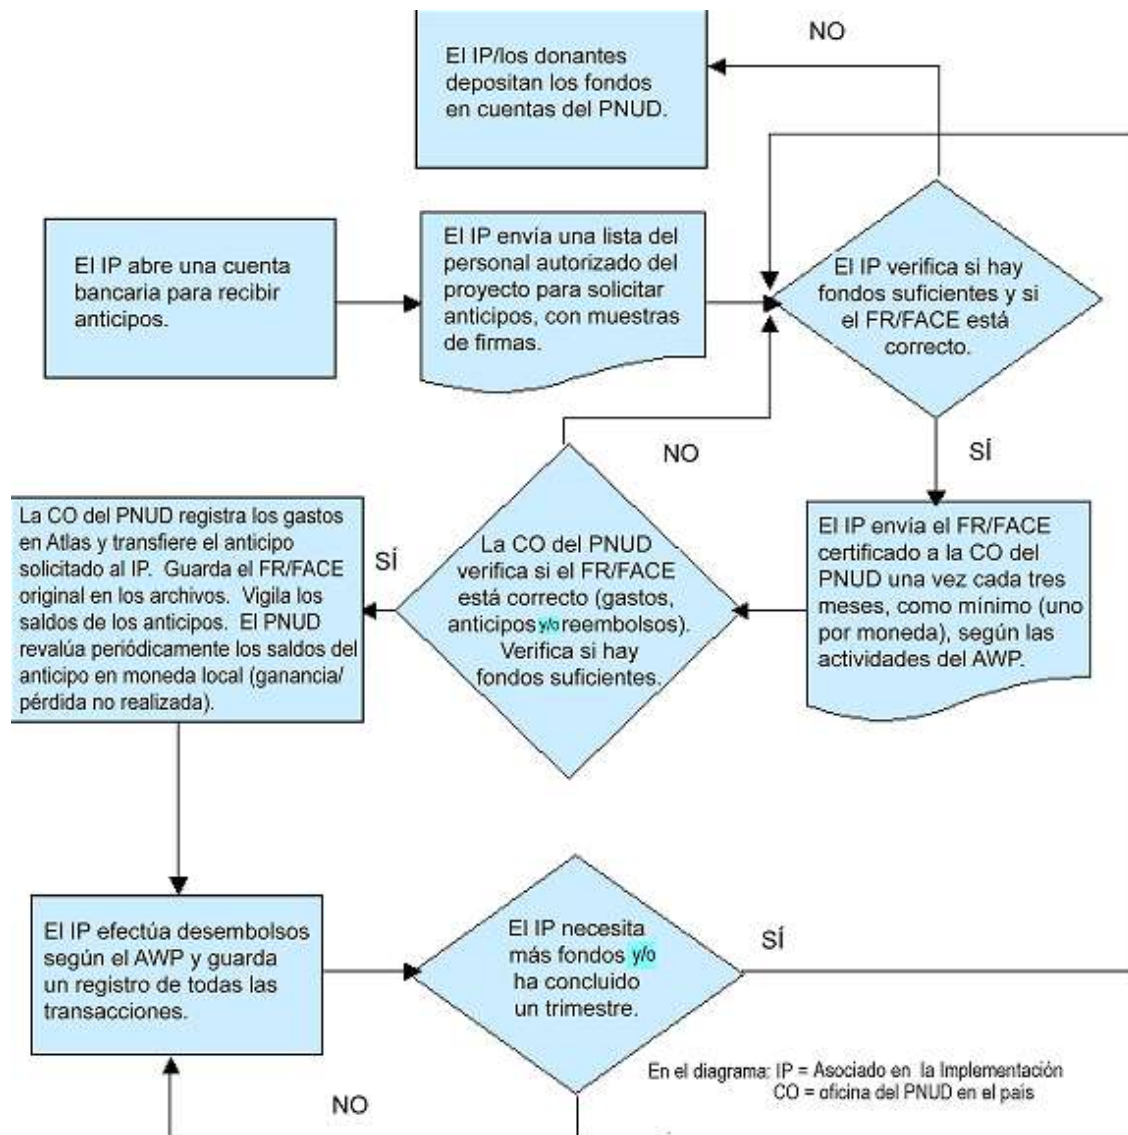 NO
El IP/los donantes
depositan los fondos
en cuentas del PNUD.
El IP abre una cuenta
bancaria para recibir
anticipos.
El IP envía una lista del
personal autorizado del
proyecto para solicitar
anticipos, con muestras
de firmas.
El IP verifica si hay
fondos suficientes y si
el FR/FACE está
correcto.
NO
SÍ
La CO del PNUD registra los gastos
en Atlas y transfiere el anticipo
solicitado al IP. Guarda el FR/FACE
original en los archivos. Vigila los
saldos de los anticipos. El PNUD
revalúa periódicamente los saldos del
anticipo en moneda local (ganancia/
pérdida no realizada).
SÍ
La CO del PNUD
verifica si el FR/FACE
está correcto (gastos,
anticipos y/o reembolsos).
Verifica si hay
fondos suficientes.
El IP envía el FR/FACE
certificado a la CO del
PNUD una vez cada tres
meses, como mínimo (uno
por moneda), según las
actividades del AWP.
El IP efectúa desembolsos
según el AWP y guarda
un registro de todas las
transacciones.
El IP necesita
más fondos y/o
ha concluido
un trimestre.
SÍ
NO
En el diagrama: IP = Asociado en la Implementación
CO = oficina del PNUD en el país